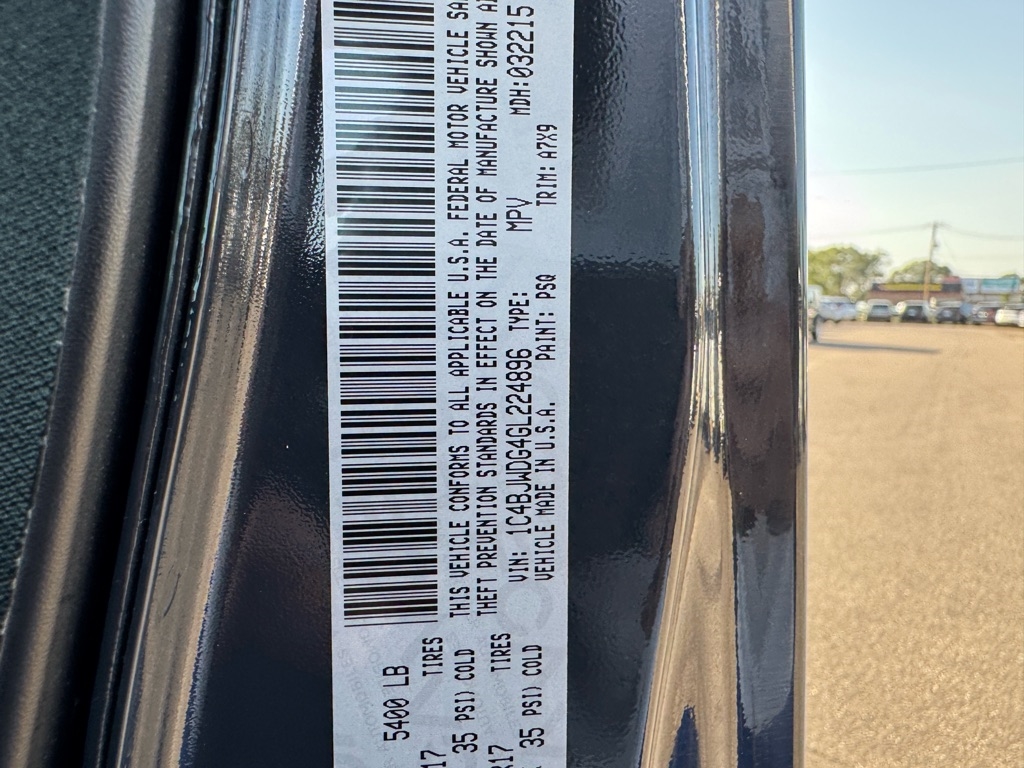 5400 LB
17 TIRES
35 PSI) COLD
R17 TIRES
35 PSI) COLD
THIS VEHICLE CONFORMS TO ALL APPLICABLE U.S.A. FEDERAL MOTOR VEHICLE SA
THEFT PREVENTION STANDARDS IN EFFECT ON THE DATE OF MANUFACTURE SHOWN A
VIN: 1C4BJWDG4GL224896 TYPE: MPV MDH:032215
VEHICLE MADE IN U.S.A. PAINT: PSQ TRIM: A7X9